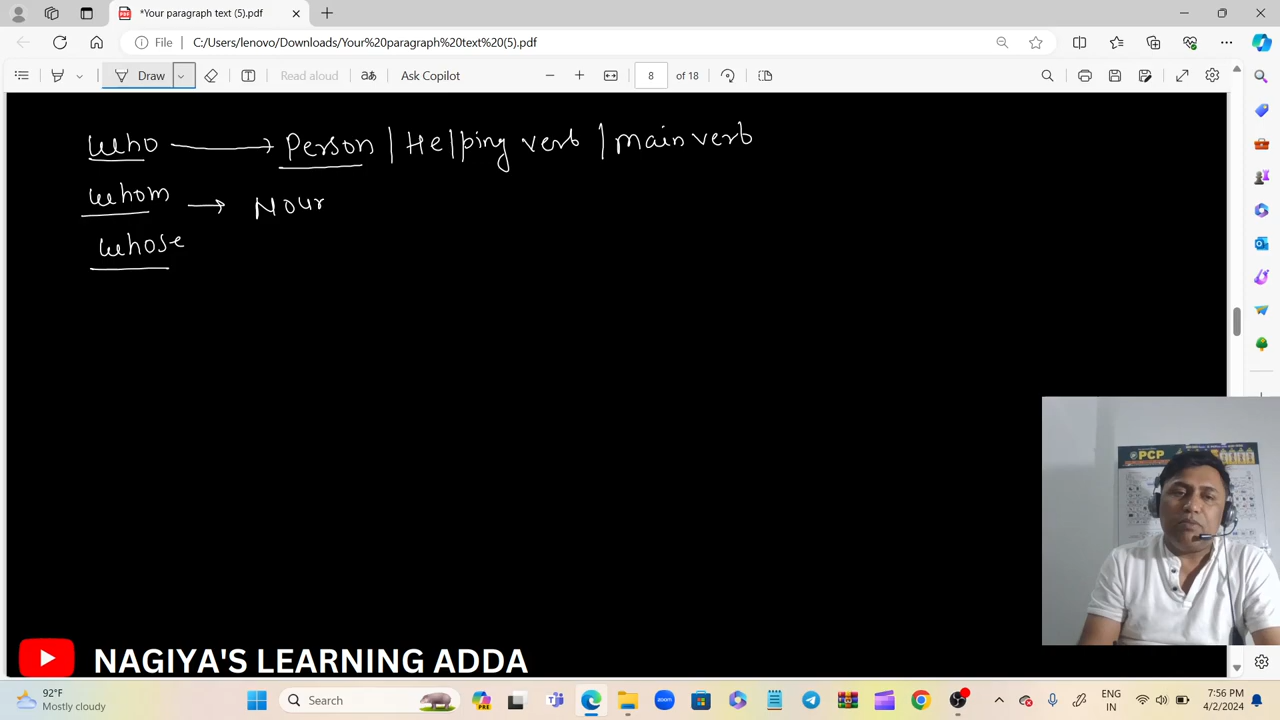 *Your paragraph text (5).pdf
File C:/Users/lenovo/Downloads/Your%20paragraph%20text%20(5).pdf
Draw Read aloud Ask Copilot 8 of 18
who → Person | Helping verb | main verb
whom → Nour
whose
PCP
NAGIYA'S LEARNING ADDA
92°F
Mostly cloudy
Search
ENG
IN
7:56 PM
4/2/2024